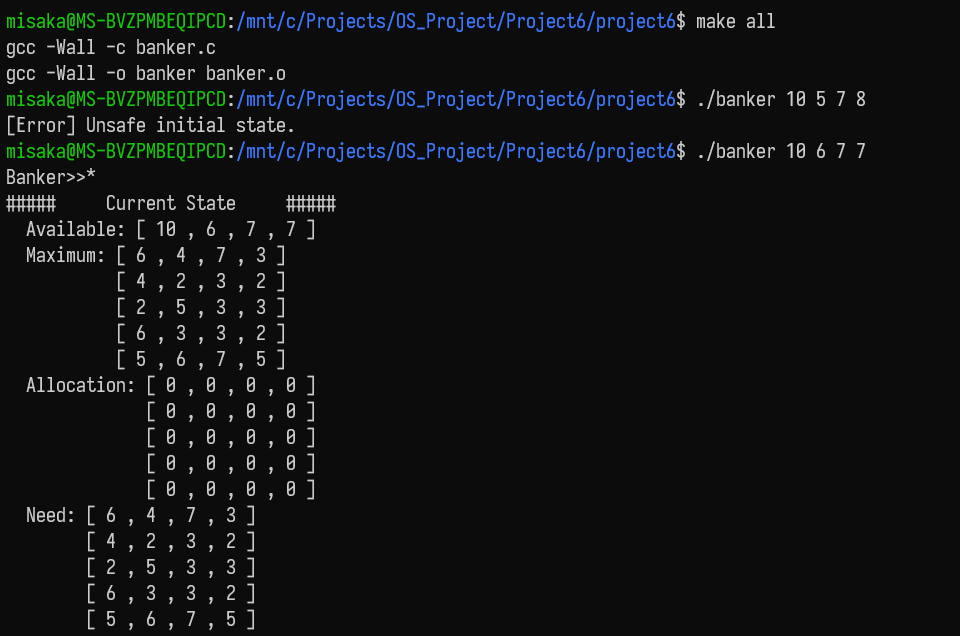 misaka@MS-BVZPMBEQIPCD:/mnt/c/Projects/OS_Project/Project6/project6$ make all
gcc -Wall -c banker.c
gcc -Wall -o banker banker.o
misaka@MS-BVZPMBEQIPCD:/mnt/c/Projects/OS_Project/Project6/project6$ ./banker 10 5 7 8
[Error] Unsafe initial state.
misaka@MS-BVZPMBEQIPCD:/mnt/c/Projects/OS_Project/Project6/project6$ ./banker 10 6 7 7
Banker>>*
#####     Current State     #####
  Available: [ 10 , 6 , 7 , 7 ]
  Maximum: [ 6 , 4 , 7 , 3 ]
           [ 4 , 2 , 3 , 2 ]
           [ 2 , 5 , 3 , 3 ]
           [ 6 , 3 , 3 , 2 ]
           [ 5 , 6 , 7 , 5 ]
  Allocation: [ 0 , 0 , 0 , 0 ]
              [ 0 , 0 , 0 , 0 ]
              [ 0 , 0 , 0 , 0 ]
              [ 0 , 0 , 0 , 0 ]
              [ 0 , 0 , 0 , 0 ]
  Need: [ 6 , 4 , 7 , 3 ]
        [ 4 , 2 , 3 , 2 ]
        [ 2 , 5 , 3 , 3 ]
        [ 6 , 3 , 3 , 2 ]
        [ 5 , 6 , 7 , 5 ]